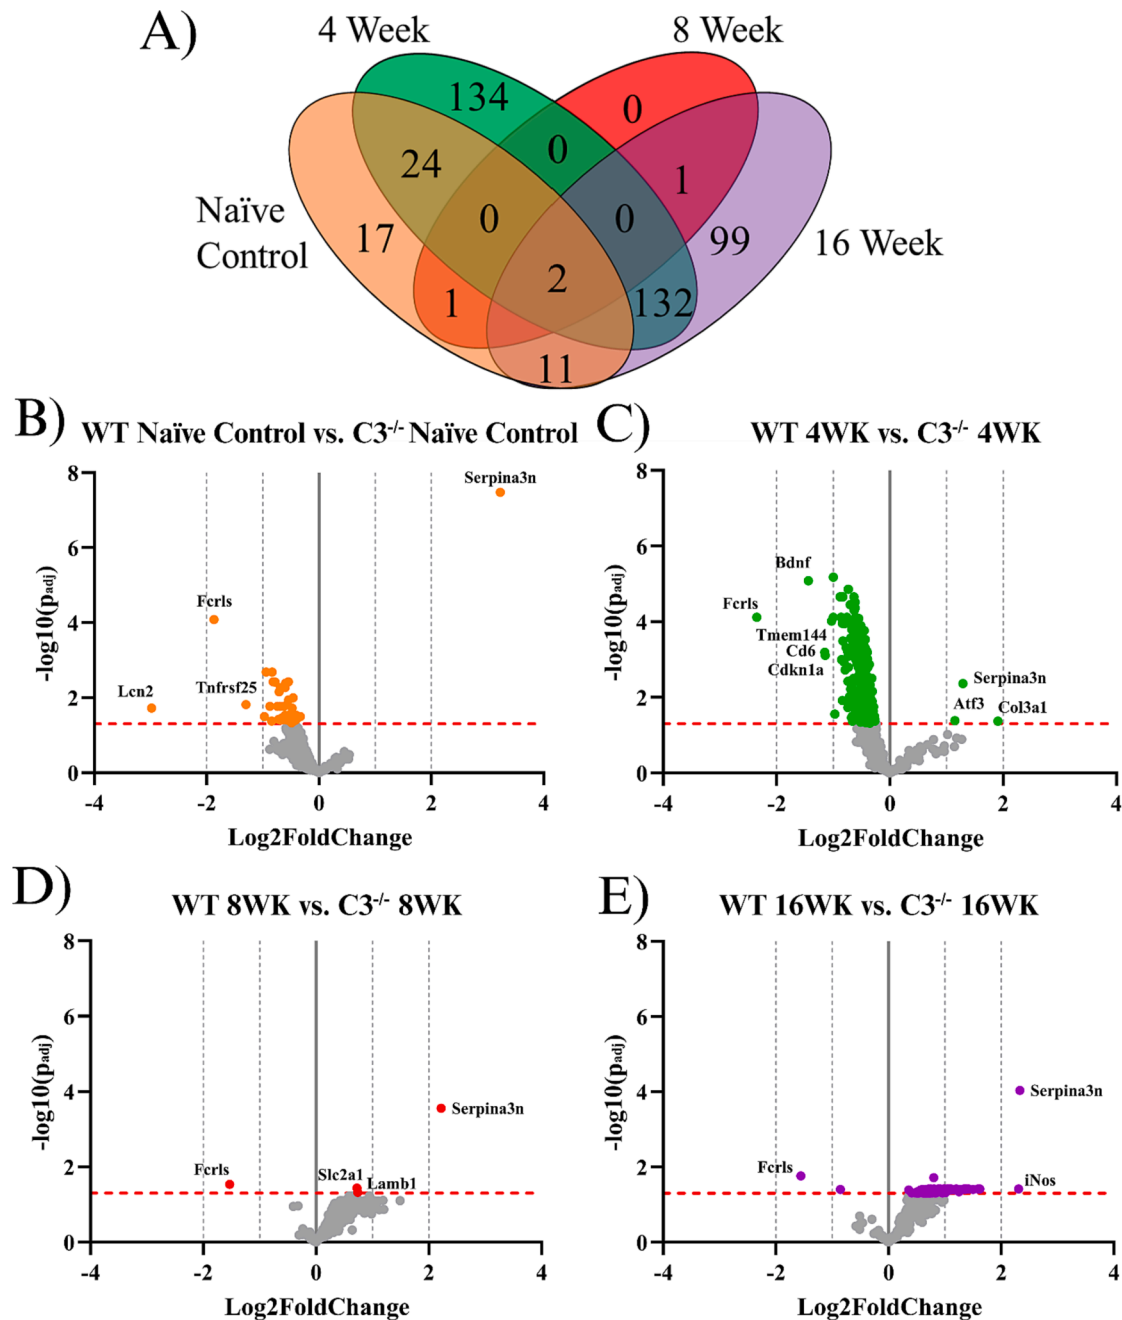 A)
4 Week
8 Week
134
0
0
24
1
Naïve
Control
0
0
17
99
16 Week
2
1
132
11
B)
WT Naïve Control vs. C3-/- Naïve Control
8
6
4
2
0
-log10(padj)
Serpina3n
Fcrls
Lcn2
Tnfrsf25
-4
-2
0
2
4
Log2FoldChange
C)
WT 4WK vs. C3-/- 4WK
8
6
4
2
0
-log10(padj)
Bdnf
Fcrls
Tmem144
Cd6
Cdkn1a
Serpina3n
Atf3
Col3a1
-4
-2
0
2
4
Log2FoldChange
D)
WT 8WK vs. C3-/- 8WK
8
6
4
2
0
-log10(padj)
Serpina3n
Fcrls
Slc2a1
Lamb1
-4
-2
0
2
4
Log2FoldChange
E)
WT 16WK vs. C3-/- 16WK
8
6
4
2
0
-log10(padj)
Serpina3n
Fcrls
iNos
-4
-2
0
2
4
Log2FoldChange